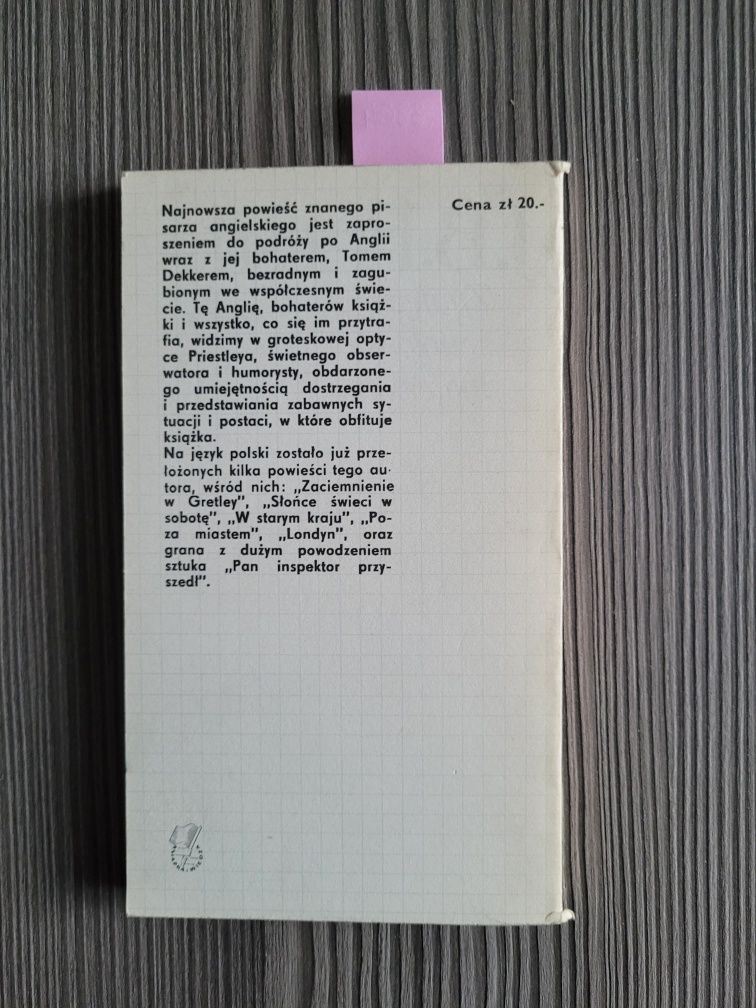 Najnowsza powieść znanego pi-
sarza angielskiego jest zapro-
szeniem do podróży po Anglii
wraz z jej bohaterem, Tomem
Dekkerem, bezradnym i zagu-
bionym we współczesnym świe-
cie. Tę Anglię, bohaterów książ-
ki i wszystko, co się im przytra-
fia, widzimy w groteskowej opty-
ce Priestleya, świetnego obser-
watora i humorysty, obdarzone-
go umiejętnością dostrzegania
i przedstawiania zabawnych sy-
tuacji i postaci, w które obfituje
książka.
Na język polski zostało już prze-
łożonych kilka powieści tego au-
tora, wśród nich: „Zaciemnienie
w Gretley", „Słońce świeci w
sobotę", „W starym kraju", „Po-
za miastem", „Londyn", oraz
grana z dużym powodzeniem
sztuka „Pan inspektor przy-
szedł".
Cena zł 20.-